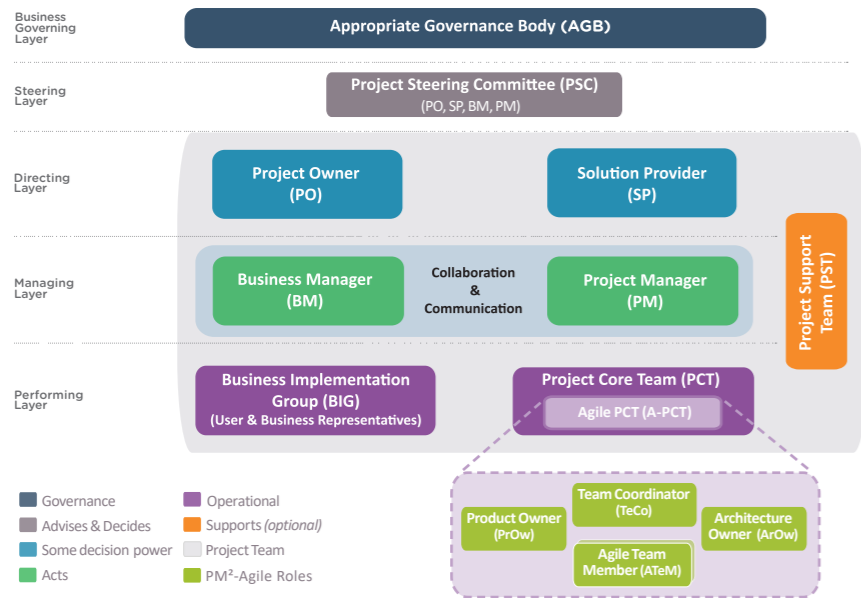 Business
Governing
Layer
Appropriate Governance Body (AGB)
Steering
Layer
Project Steering Committee (PSC)
(PO, SP, BM, PM)
Directing
Layer
Project Owner
(PO)
Solution Provider
(SP)
Managing
Layer
Business Manager
(BM)
Collaboration
&
Communication
Project Manager
(PM)
Project Support
Team (PST)
Performing
Layer
Business Implementation
Group (BIG)
(User & Business Representatives)
Project Core Team (PCT)
Agile PCT (A-PCT)
Team Coordinator
(TeCo)
Product Owner
(PrOw)
Architecture
Owner (ArOw)
Agile Team
Member (ATeM)
Governance
Operational
Advises & Decides
Supports (optional)
Some decision power
Project Team
Acts
PM²-Agile Roles